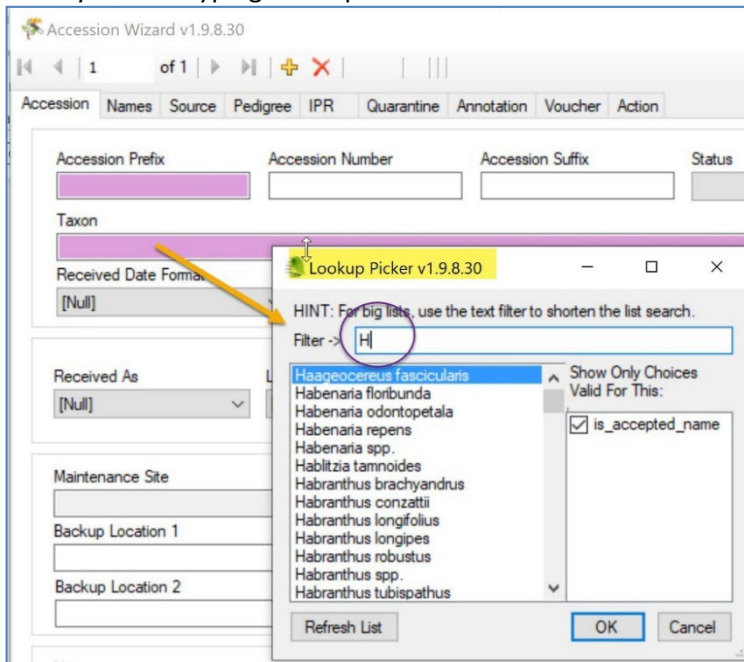 Accession Wizard v1.9.8.30
1 of 1
Accession Names Source Pedigree IPR Quarantine Annotation Voucher Action
Accession Prefix Accession Number Accession Suffix Status
Taxon
Received Date Format
[Null]
Received As
[Null]
Maintenance Site
Backup Location 1
Backup Location 2
Lookup Picker v1.9.8.30
HINT: For big lists, use the text filter to shorten the list search.
Filter -> H
Haageocereus fascicularis
Habenaria floribunda
Habenaria odontopetala
Habenaria repens
Habenaria spp.
Hablitzia tamnoides
Habranthus brachyandrus
Habranthus conzattii
Habranthus longifolius
Habranthus longipes
Habranthus robustus
Habranthus spp.
Habranthus tubispathus
Show Only Choices
Valid For This:
is_accepted_name
Refresh List OK Cancel